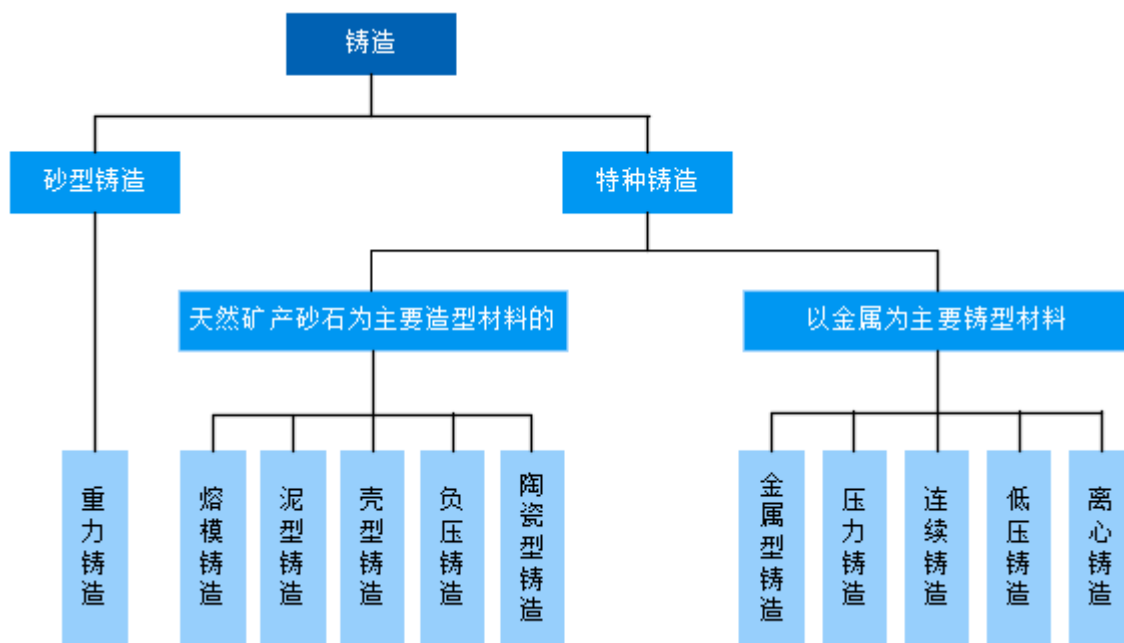 铸造
砂型铸造
特种铸造
天然矿产砂石为主要造型材料的
以金属为主要铸型材料
重力铸造
熔模铸造
泥型铸造
壳型铸造
负压铸造
陶瓷型铸造
金属型铸造
压力铸造
连续铸造
低压铸造
离心铸造